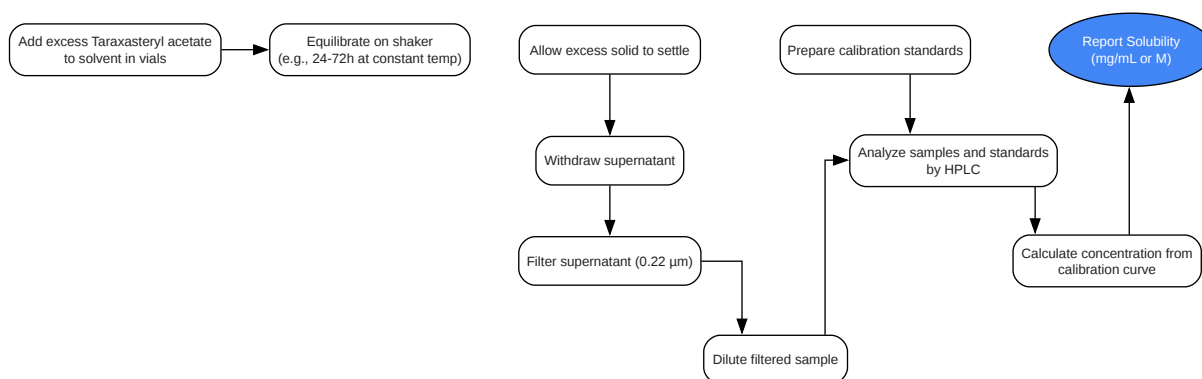 Add excess Taraxasteryl acetate
to solvent in vials
Equilibrate on shaker
(e.g., 24-72h at constant temp)
Allow excess solid to settle
Withdraw supernatant
Filter supernatant (0.22 µm)
Dilute filtered sample
Prepare calibration standards
Analyze samples and standards
by HPLC
Calculate concentration from
calibration curve
Report Solubility
(mg/mL or M)